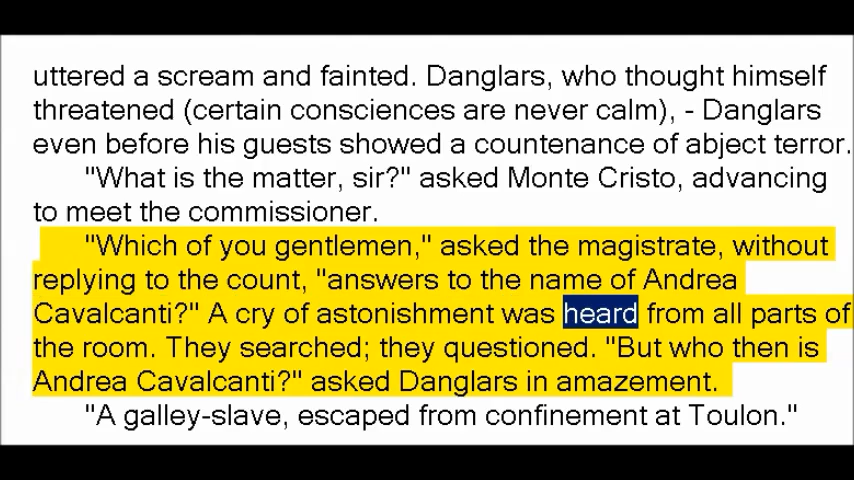 uttered a scream and fainted. Danglars, who thought himself
threatened (certain consciences are never calm), - Danglars
even before his guests showed a countenance of abject terror.
"What is the matter, sir?" asked Monte Cristo, advancing
to meet the commissioner.
"Which of you gentlemen," asked the magistrate, without
replying to the count, "answers to the name of Andrea
Cavalcanti?" A cry of astonishment was heard from all parts of
the room. They searched; they questioned. "But who then is
Andrea Cavalcanti?" asked Danglars in amazement.
"A galley-slave, escaped from confinement at Toulon."